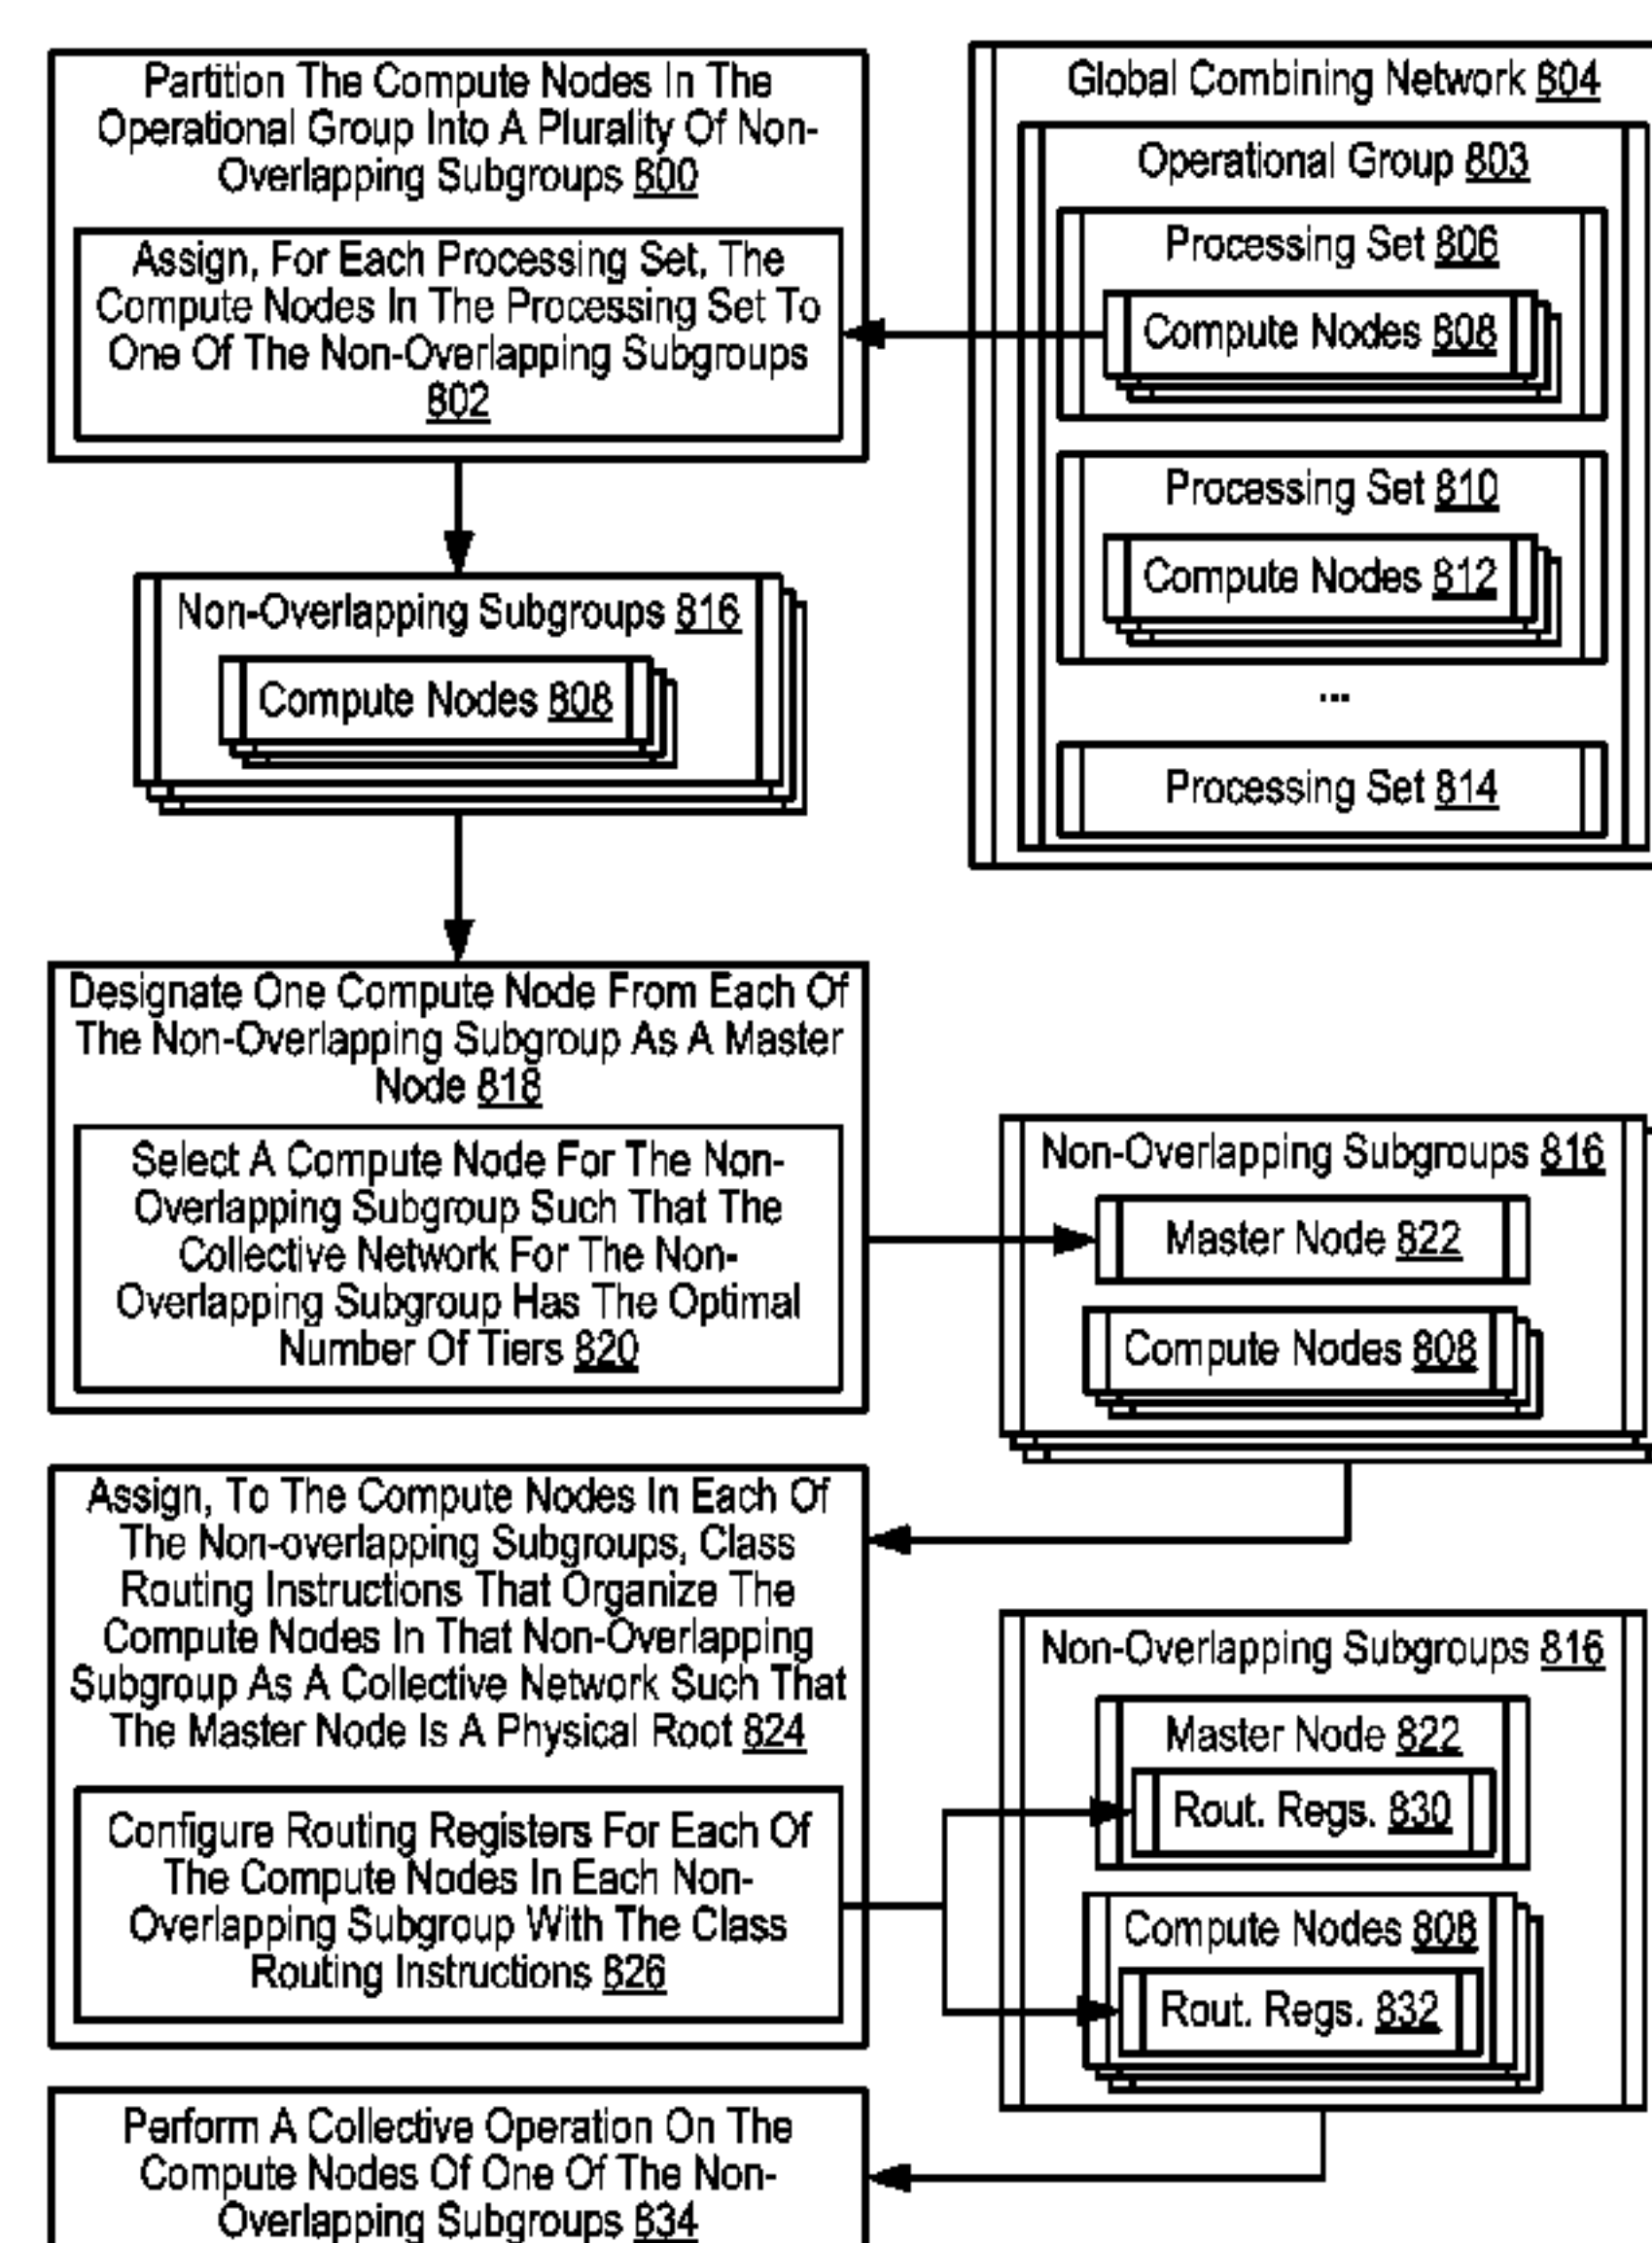 Partition The Compute Nodes In The
Operational Group Into A Plurality Of Non-
Overlapping Subgroups 800
Assign, For Each Processing Set, The
Compute Nodes In The Processing Set To
One Of The Non-Overlapping Subgroups
802
Global Combining Network 804
Operational Group 803
Processing Set 806
Compute Nodes 808
Processing Set 810
Compute Nodes 812
...
Processing Set 814
Non-Overlapping Subgroups 816
Compute Nodes 808
Designate One Compute Node From Each Of
The Non-Overlapping Subgroup As A Master
Node 818
Select A Compute Node For The Non-
Overlapping Subgroup Such That The
Collective Network For The Non-
Overlapping Subgroup Has The Optimal
Number Of Tiers 820
Non-Overlapping Subgroups 816
Master Node 822
Compute Nodes 808
Assign, To The Compute Nodes In Each Of
The Non-overlapping Subgroups, Class
Routing Instructions That Organize The
Compute Nodes In That Non-Overlapping
Subgroup As A Collective Network Such That
The Master Node Is A Physical Root 824
Configure Routing Registers For Each Of
The Compute Nodes In Each Non-
Overlapping Subgroup With The Class
Routing Instructions 826
Non-Overlapping Subgroups 816
Master Node 822
Rout. Regs. 830
Compute Nodes 808
Rout. Regs. 832
Perform A Collective Operation On The
Compute Nodes Of One Of The Non-
Overlapping Subgroups 834